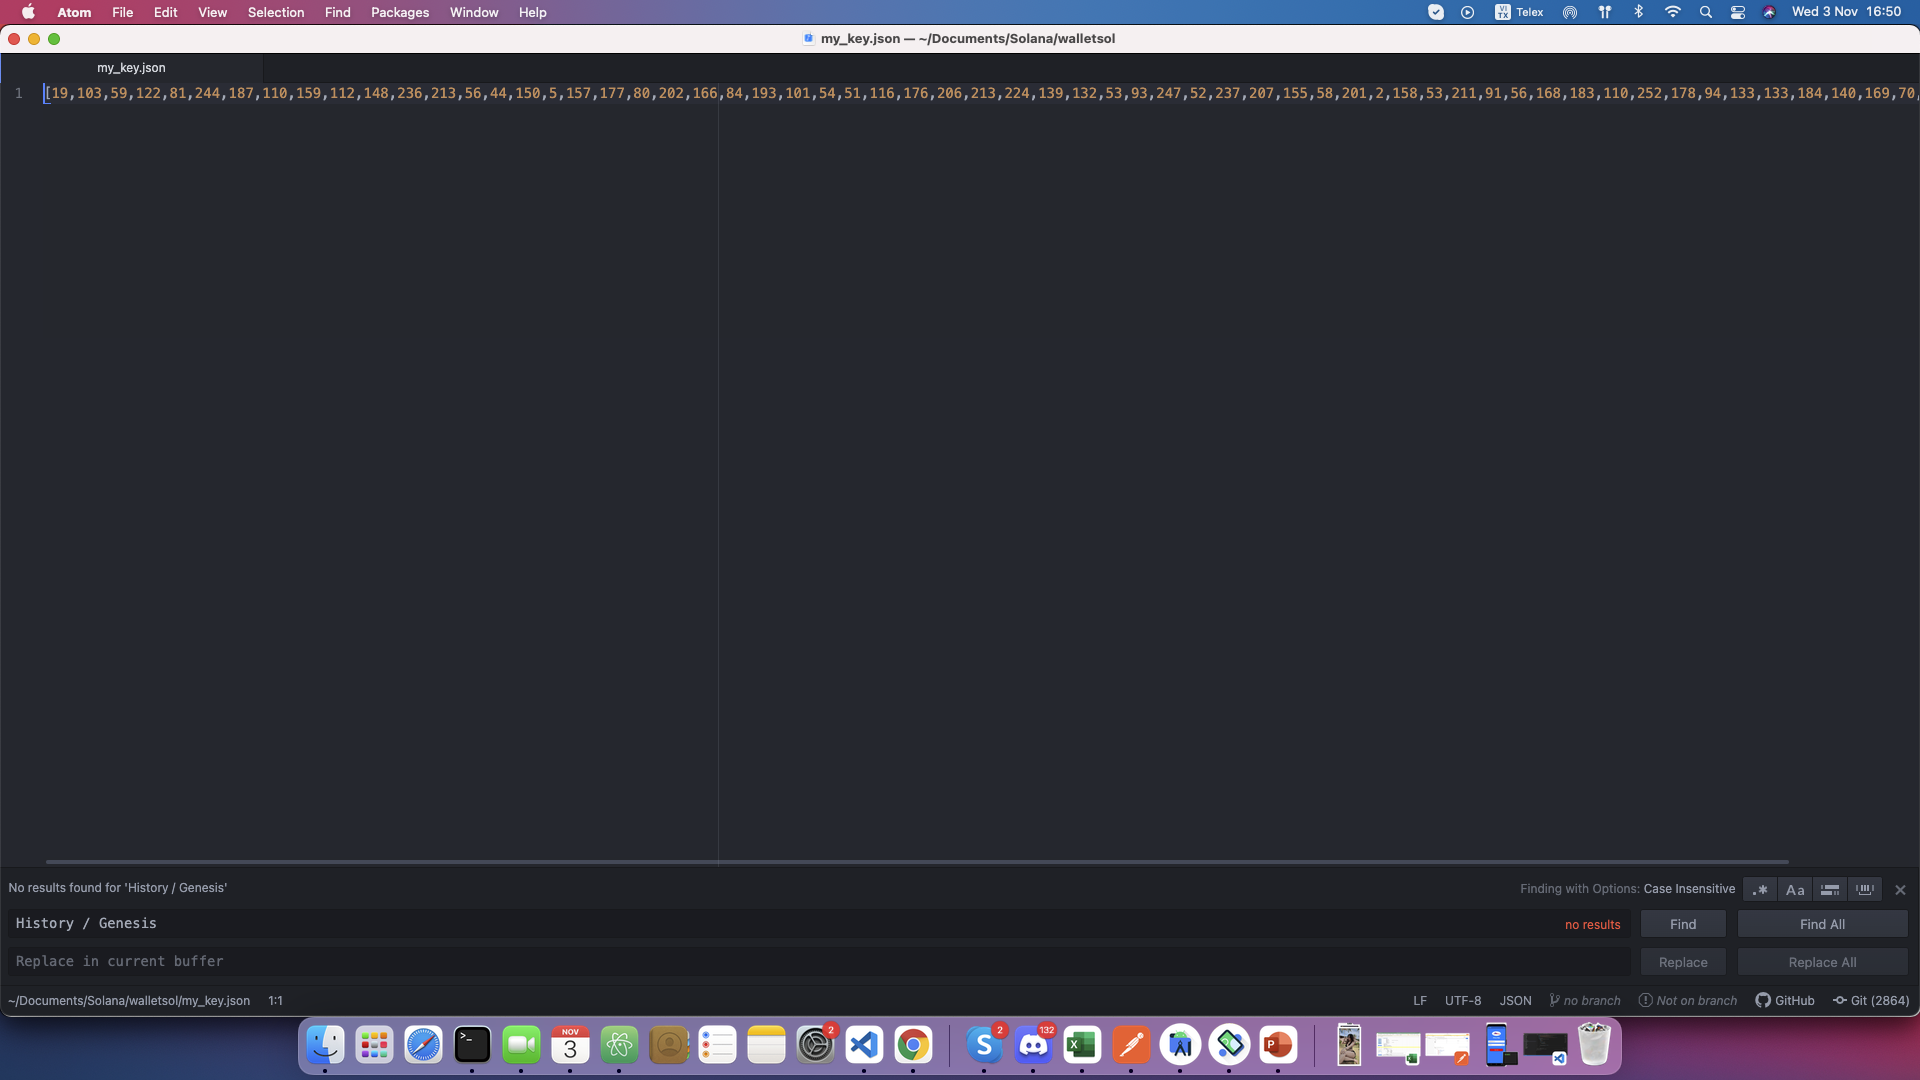 Atom File Edit View Selection Find Packages Window Help
VI TX Telex Wed 3 Nov 16:50
my_key.json — ~/Documents/Solana/walletsol
my_key.json
1 [19,103,59,122,81,244,187,110,159,112,148,236,213,56,44,150,5,157,177,80,202,166,84,193,101,54,51,116,176,206,213,224,139,132,53,93,247,52,237,207,155,58,201,2,158,53,211,91,56,168,183,110,252,178,94,133,133,184,140,169,70,
No results found for 'History / Genesis'
Finding with Options: Case Insensitive
.* Aa
History / Genesis
no results
Find
Find All
Replace in current buffer
Replace
Replace All
~/Documents/Solana/walletsol/my_key.json 1:1
LF UTF-8 JSON no branch Not on branch GitHub Git (2864)
NOV
3
2
2
132